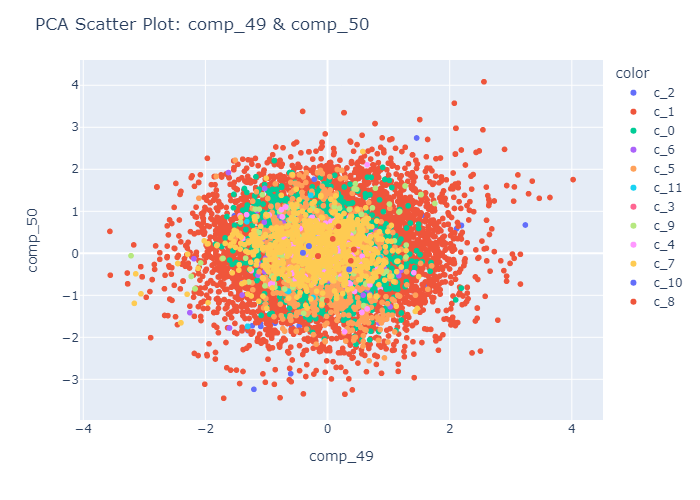 PCA Scatter Plot: comp_49 & comp_50
color
c_2
c_1
c_0
c_6
c_5
c_11
c_3
c_9
c_4
c_7
c_10
c_8
comp_50
4
3
2
1
0
−1
−2
−3
−4
−2
0
2
4
comp_49